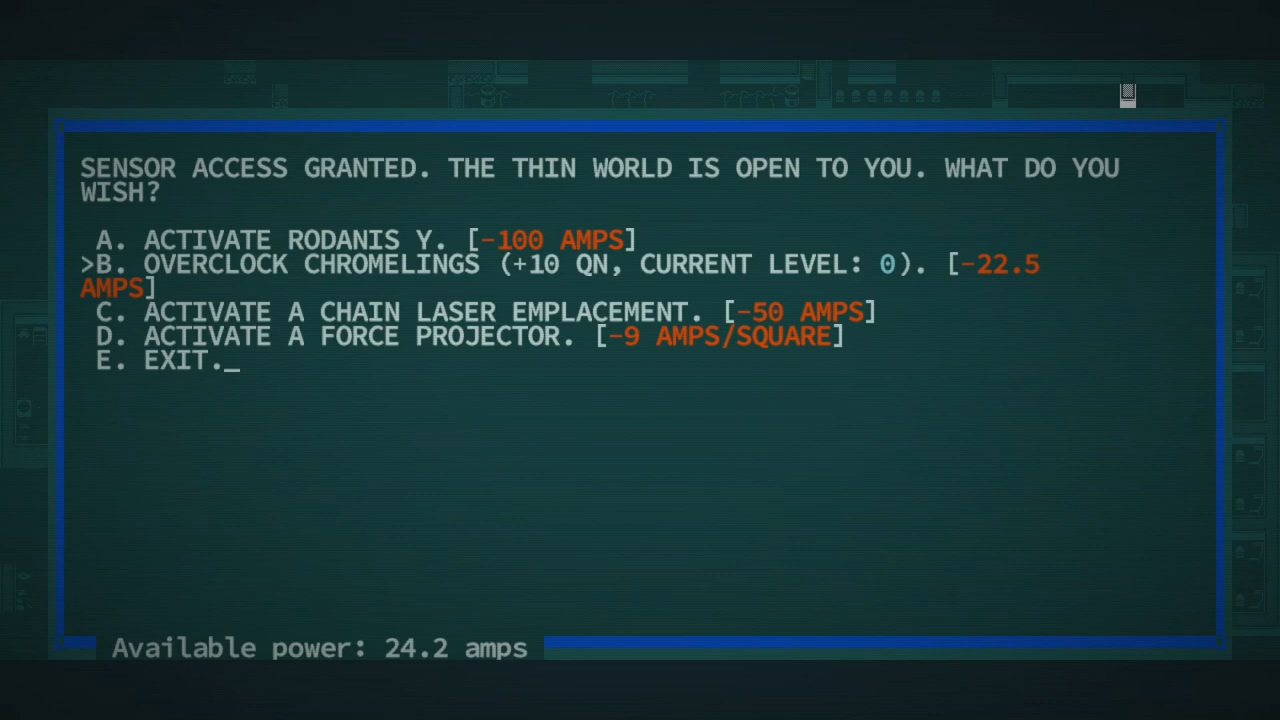 SENSOR ACCESS GRANTED. THE THIN WORLD IS OPEN TO YOU. WHAT DO YOU
WISH?
A. ACTIVATE RODANIS Y. [-100 AMPS]
>B. OVERCLOCK CHROMELINGS (+10 QN, CURRENT LEVEL: 0). [-22.5
AMPS]
C. ACTIVATE A CHAIN LASER EMPLACEMENT. [-50 AMPS]
D. ACTIVATE A FORCE PROJECTOR. [-9 AMPS/SQUARE]
E. EXIT._
Available power: 24.2 amps